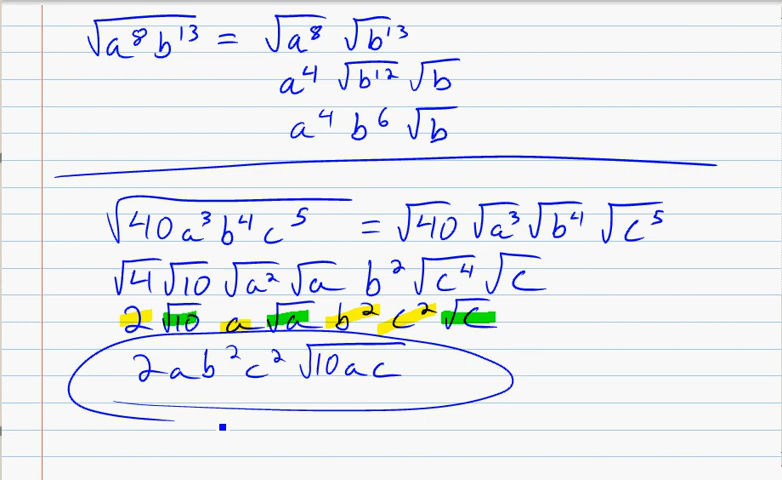 √(a⁸b¹³) = √(a⁸) √(b¹³)
a⁴ √(b¹²) √b
a⁴ b⁶ √b
√(40a³b⁴c⁵) = √40 √(a³) √(b⁴) √(c⁵)
√4 √10 √(a²) √a b² √(c⁴) √c
2 √10 a √a b² c² √c
2ab²c² √(10ac)